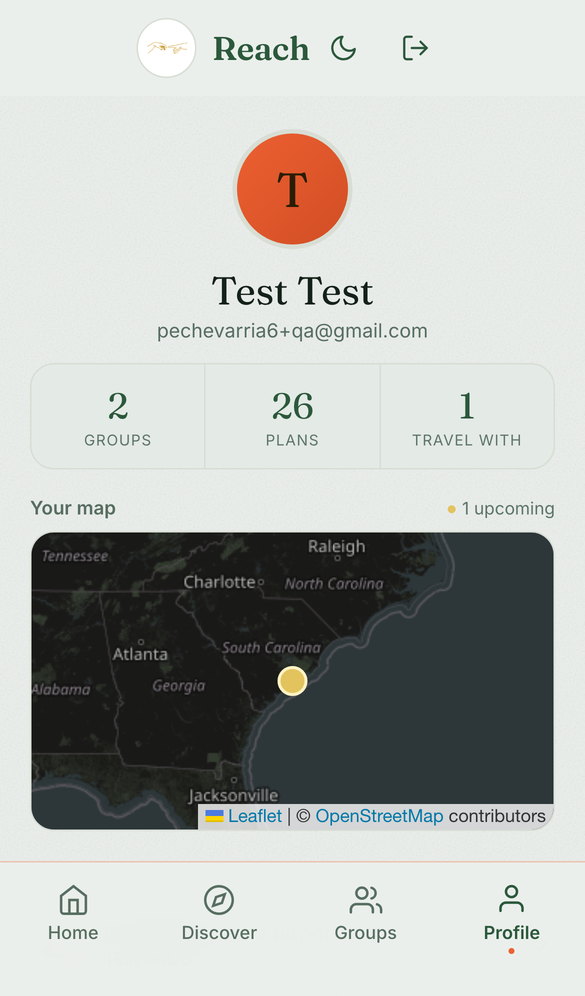 Reach
T
Test Test
pechevarria6+qa@gmail.com
2 26 1
GROUPS PLANS TRAVEL WITH
Your map 1 upcoming
Raleigh
Tennessee
Charlotte North Carolina
Atlanta South Carolina
Alabama Georgia
Jacksonville
Leaflet | © OpenStreetMap contributors
Home Discover Groups Profile